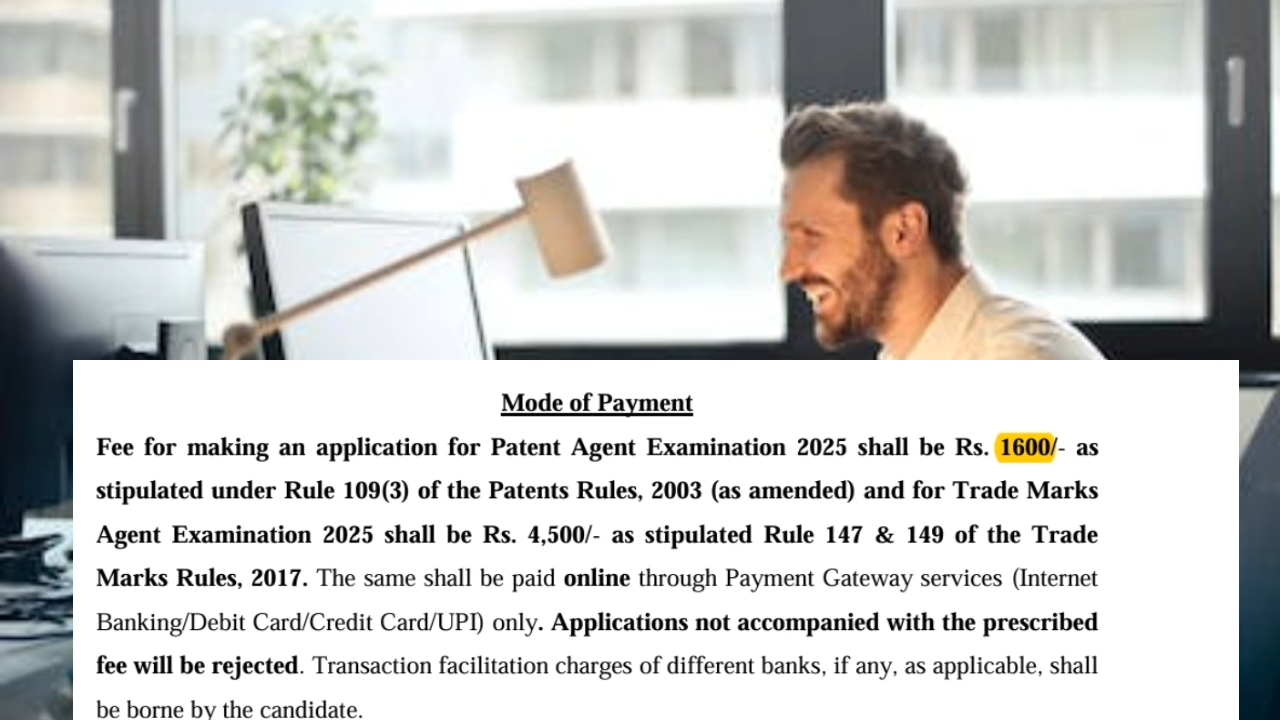 Mode of Payment
Fee for making an application for Patent Agent Examination 2025 shall be Rs. 1600/- as
stipulated under Rule 109(3) of the Patents Rules, 2003 (as amended) and for Trade Marks
Agent Examination 2025 shall be Rs. 4,500/- as stipulated Rule 147 & 149 of the Trade
Marks Rules, 2017. The same shall be paid online through Payment Gateway services (Internet
Banking/Debit Card/Credit Card/UPI) only. Applications not accompanied with the prescribed
fee will be rejected. Transaction facilitation charges of different banks, if any, as applicable, shall
be borne by the candidate.